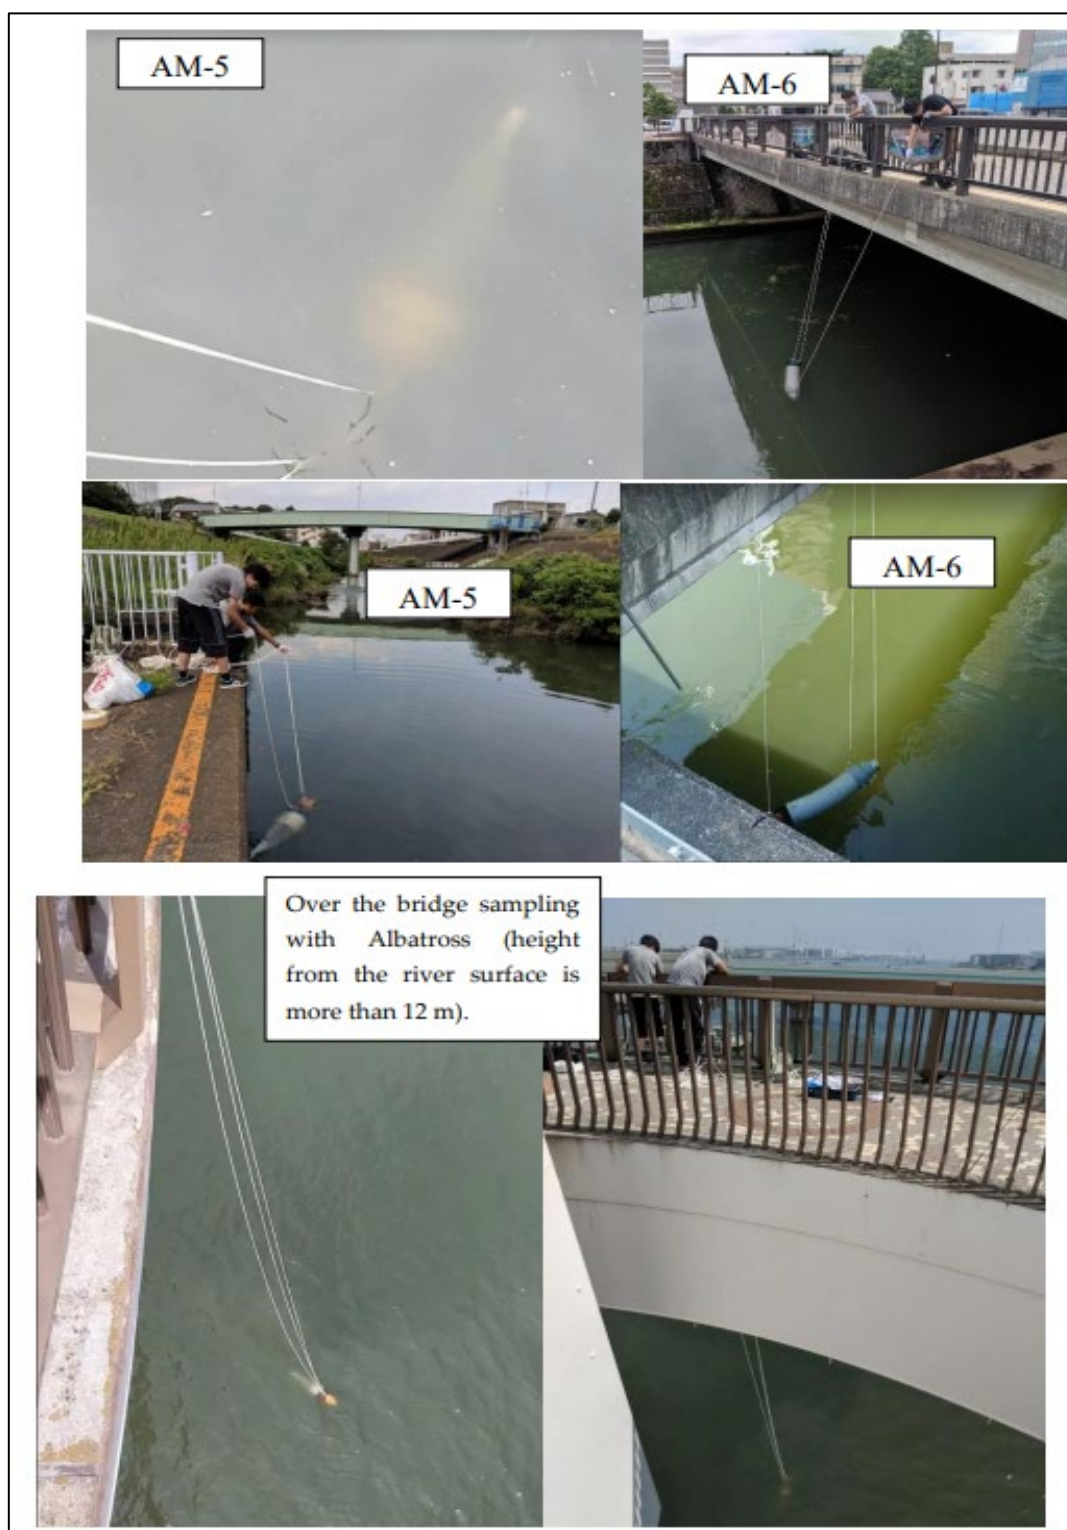 AM-5
AM-6
AM-5
AM-6
Over the bridge sampling
with Albatross (height
from the river surface is
more than 12 m).